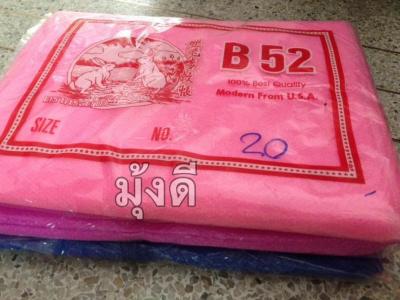 B 52
100% Best Quality
Modern From U.S.A.
SIZE
NO.
20
มุ้งดี